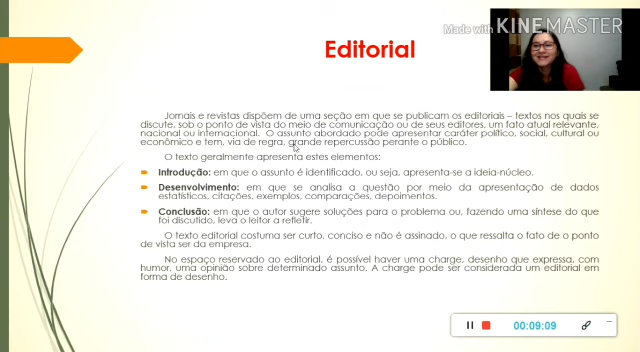 Made with KINEMASTER
Editorial
Jornais e revistas dispõem de uma seção em que se publicam os editoriais – textos nos quais se
discute, sob o ponto de vista do meio de comunicação ou de seus editores, um fato atual relevante,
nacional ou internacional. O assunto abordado pode apresentar caráter político, social, cultural ou
econômico e tem, via de regra, grande repercussão perante o público.
O texto geralmente apresenta estes elementos:
Introdução: em que o assunto é identificado, ou seja, apresenta-se a ideia-núcleo.
Desenvolvimento: em que se analisa a questão por meio da apresentação de dados
estatísticos, citações, exemplos, comparações, depoimentos.
Conclusão: em que o autor sugere soluções para o problema ou, fazendo uma síntese do que
foi discutido, leva o leitor a refletir.
O texto editorial costuma ser curto, conciso e não é assinado, o que ressalta o fato de o ponto
de vista ser da empresa.
No espaço reservado ao editorial, é possível haver uma charge, desenho que expressa, com
humor, uma opinião sobre determinado assunto. A charge pode ser considerada um editorial em
forma de desenho.
00:09:09